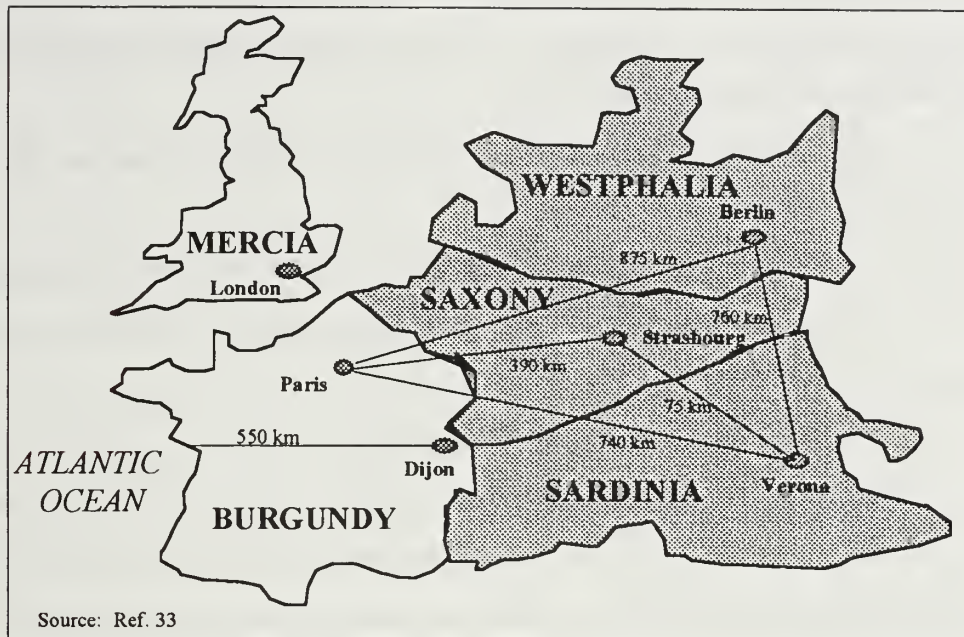 WESTPHALIA
Berlin
MERCIA
875 km
London
SAXONY
760 km
Strasbourg
Paris
390 km
75 km
550 km
740 km
ATLANTIC
OCEAN
Dijon
Verona
SARDINIA
BURGUNDY
Source: Ref. 33